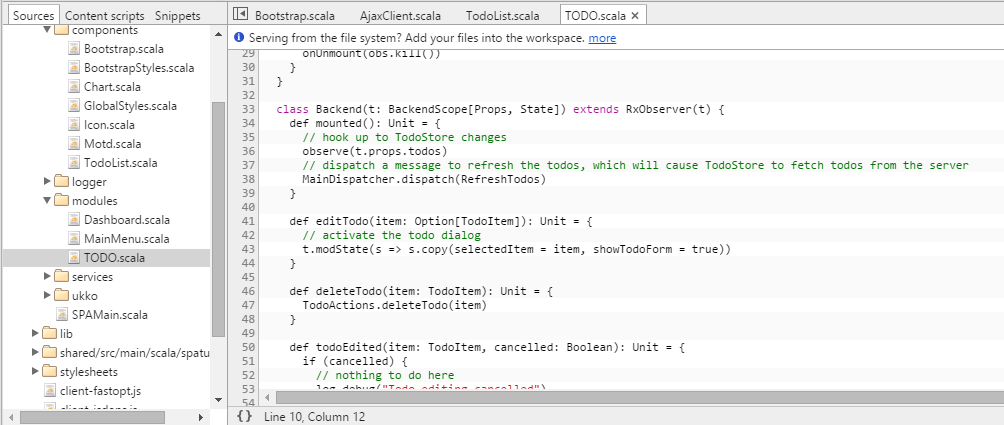 Sources Content scripts Snippets
components
Bootstrap.scala
BootstrapStyles.scala
Chart.scala
GlobalStyles.scala
Icon.scala
Motd.scala
TodoList.scala
logger
modules
Dashboard.scala
MainMenu.scala
TODO.scala
services
ukko
SPAMain.scala
lib
shared/src/main/scala/spatu
stylesheets
client-fastopt.js
Bootstrap.scala AjaxClient.scala TodoList.scala TODO.scala ×
Serving from the file system? Add your files into the workspace. more
29 onUnmount(obs.kill())
30 }
31 }
32
33 class Backend(t: BackendScope[Props, State]) extends RxObserver(t) {
34 def mounted(): Unit = {
35 // hook up to TodoStore changes
36 observe(t.props.todos)
37 // dispatch a message to refresh the todos, which will cause TodoStore to fetch todos from the server
38 MainDispatcher.dispatch(RefreshTodos)
39 }
40
41 def editTodo(item: Option[TodoItem]): Unit = {
42 // activate the todo dialog
43 t.modState(s => s.copy(selectedItem = item, showTodoForm = true))
44 }
45
46 def deleteTodo(item: TodoItem): Unit = {
47 TodoActions.deleteTodo(item)
48 }
49
50 def todoEdited(item: TodoItem, cancelled: Boolean): Unit = {
51 if (cancelled) {
52 // nothing to do here
53 log.debug("Todo editing cancelled")
54
{} Line 10, Column 12